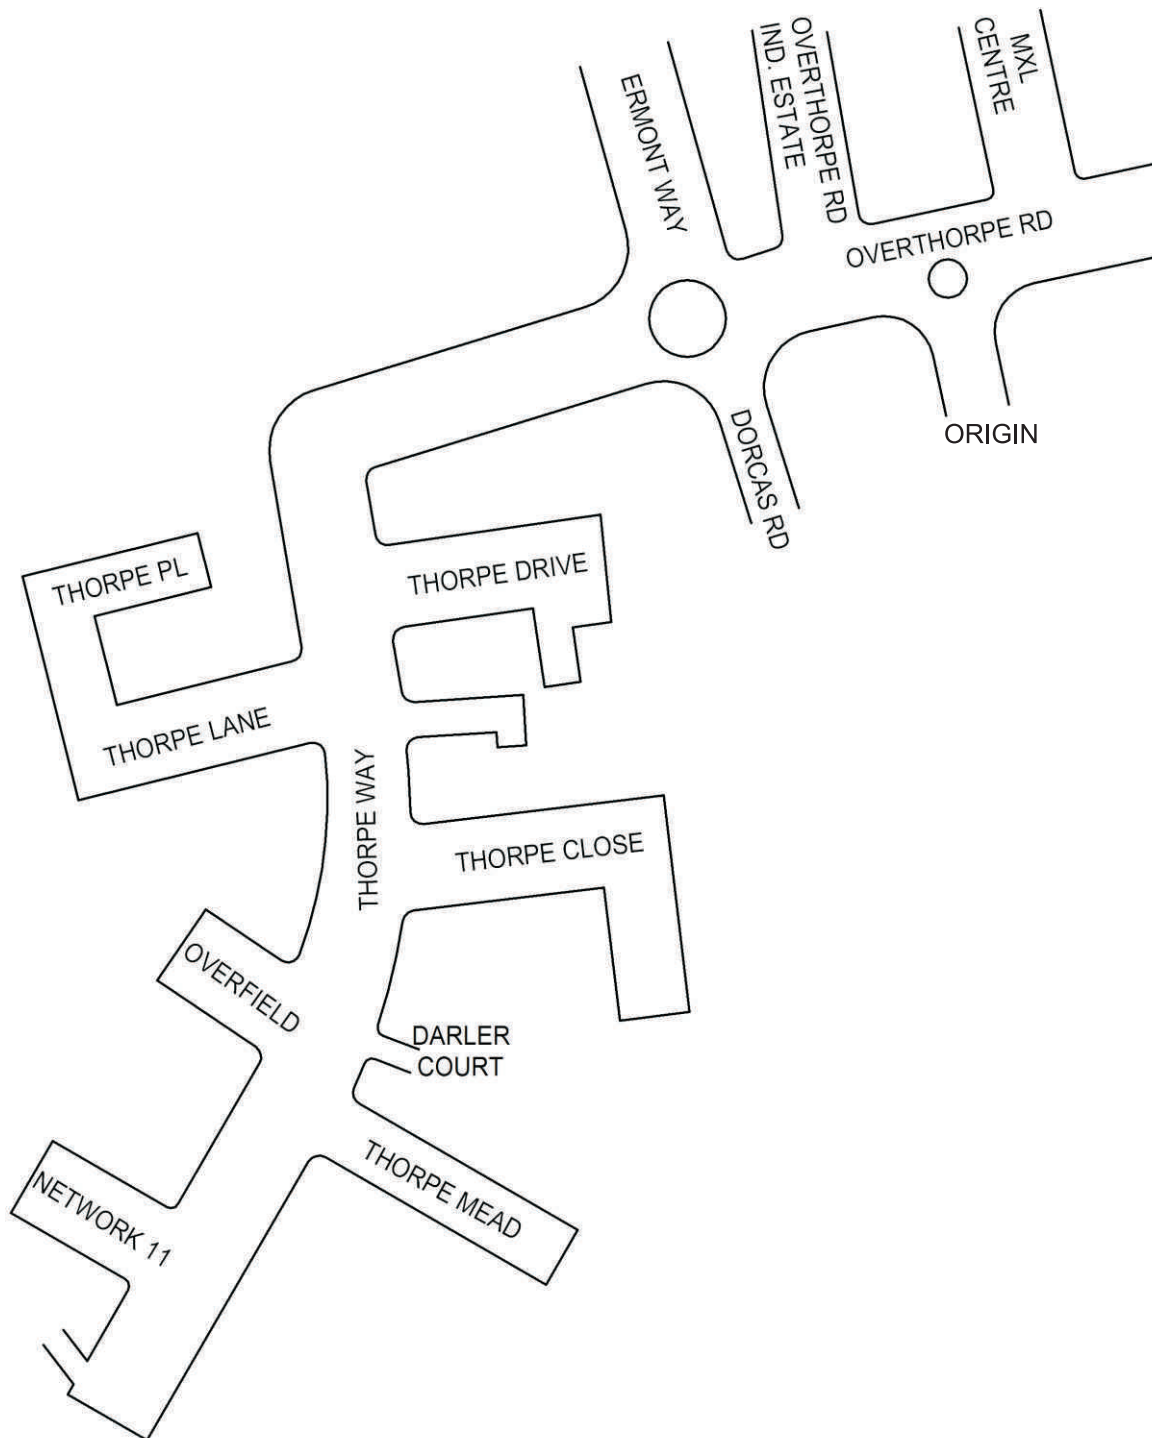 ERMONT WAY
OVERTHORPE RD
IND. ESTATE
MXL
CENTRE
OVERTHORPE RD
ORIGIN
DORCAS RD
THORPE PL
THORPE DRIVE
THORPE LANE
THORPE WAY
THORPE CLOSE
OVERFIELD
DARLER
COURT
THORPE MEAD
NETWORK 11